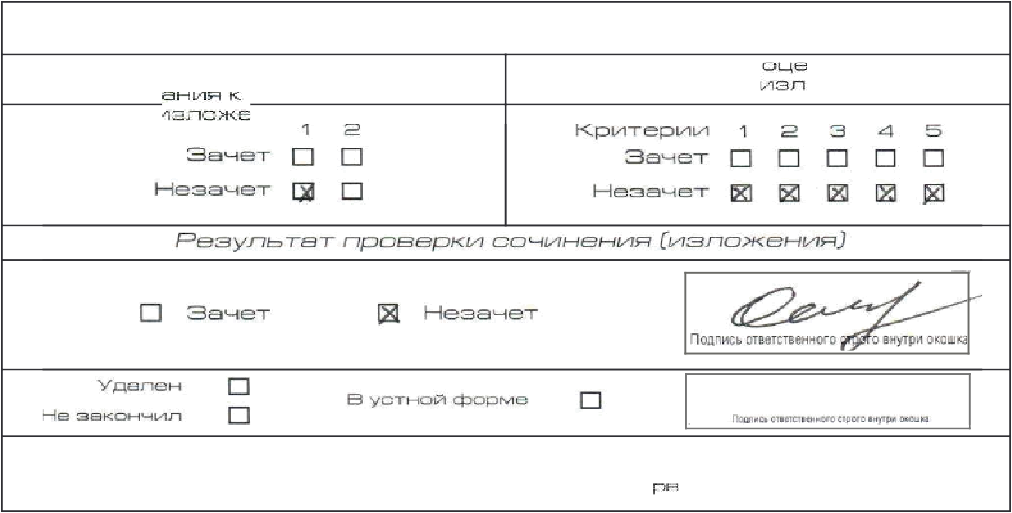 оце
изл
ания к
изложе
1 2
Зачет
Незачет
Критерии 1 2 3 4 5
Зачет
Незачет
Результат проверки сочинения (изложения)
Зачет Незачет
Подпись ответственного строго внутри окошка
Удален
Не закончил
В устной форме
Подпись ответственного строго внутри окошка